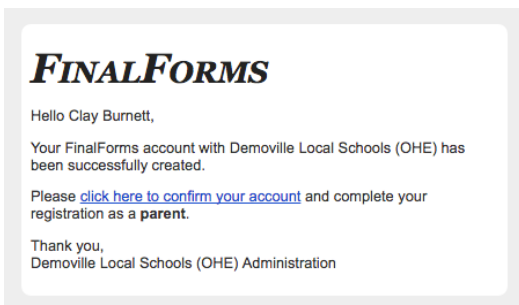 FINALFORMS
Hello Clay Burnett,
Your FinalForms account with Demoville Local Schools (OHE) has
been successfully created.
Please click here to confirm your account and complete your
registration as a parent.
Thank you,
Demoville Local Schools (OHE) Administration